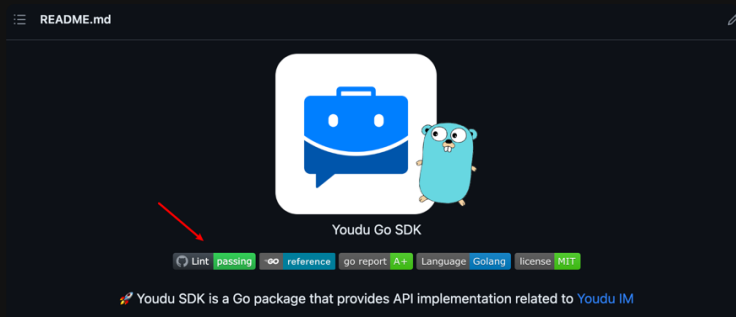 README.md
Youdu Go SDK
Lint passing GO reference go report A+ Language Golang license MIT
🚀 Youdu SDK is a Go package that provides API implementation related to Youdu IM